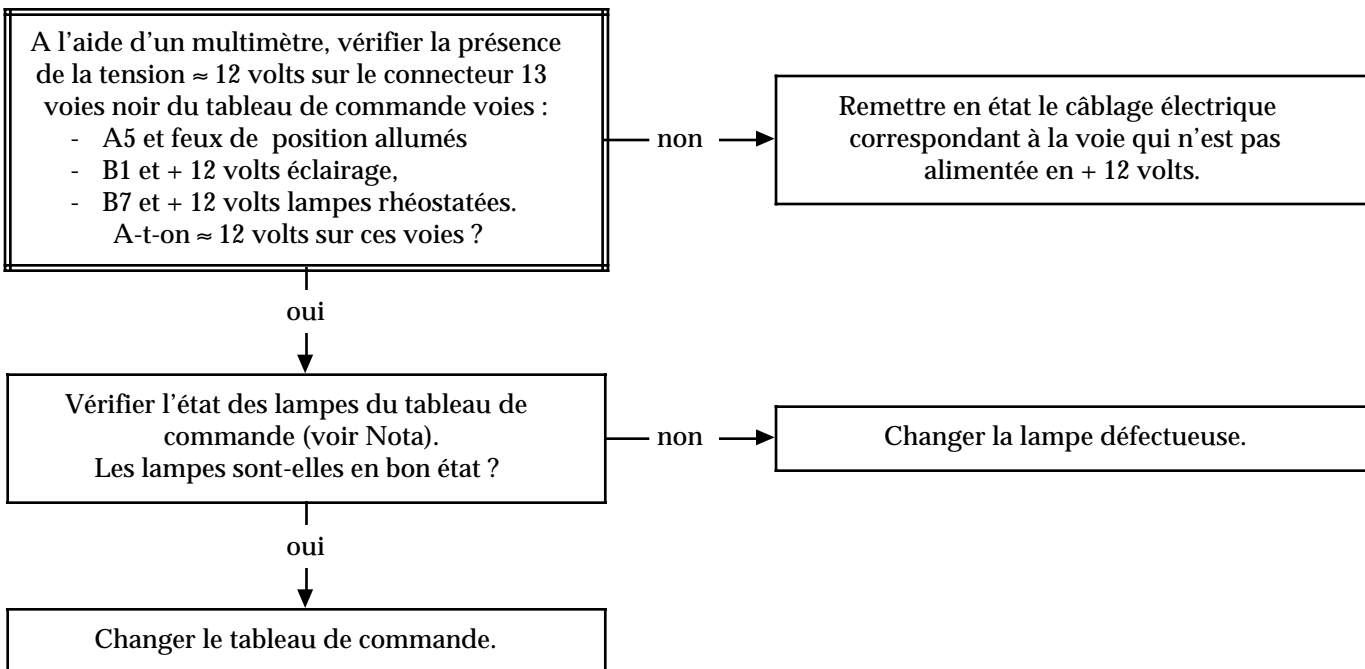 A l'aide d'un multimètre, vérifier la présence
de la tension ≈ 12 volts sur le connecteur 13
voies noir du tableau de commande voies :
- A5 et feux de position allumés
- B1 et + 12 volts éclairage,
- B7 et + 12 volts lampes rhéostatées.
A-t-on ≈ 12 volts sur ces voies ?
non
Remettre en état le câblage électrique
correspondant à la voie qui n'est pas
alimentée en + 12 volts.
oui
Vérifier l'état des lampes du tableau de
commande (voir Nota).
Les lampes sont-elles en bon état ?
non
Changer la lampe défectueuse.
oui
Changer le tableau de commande.